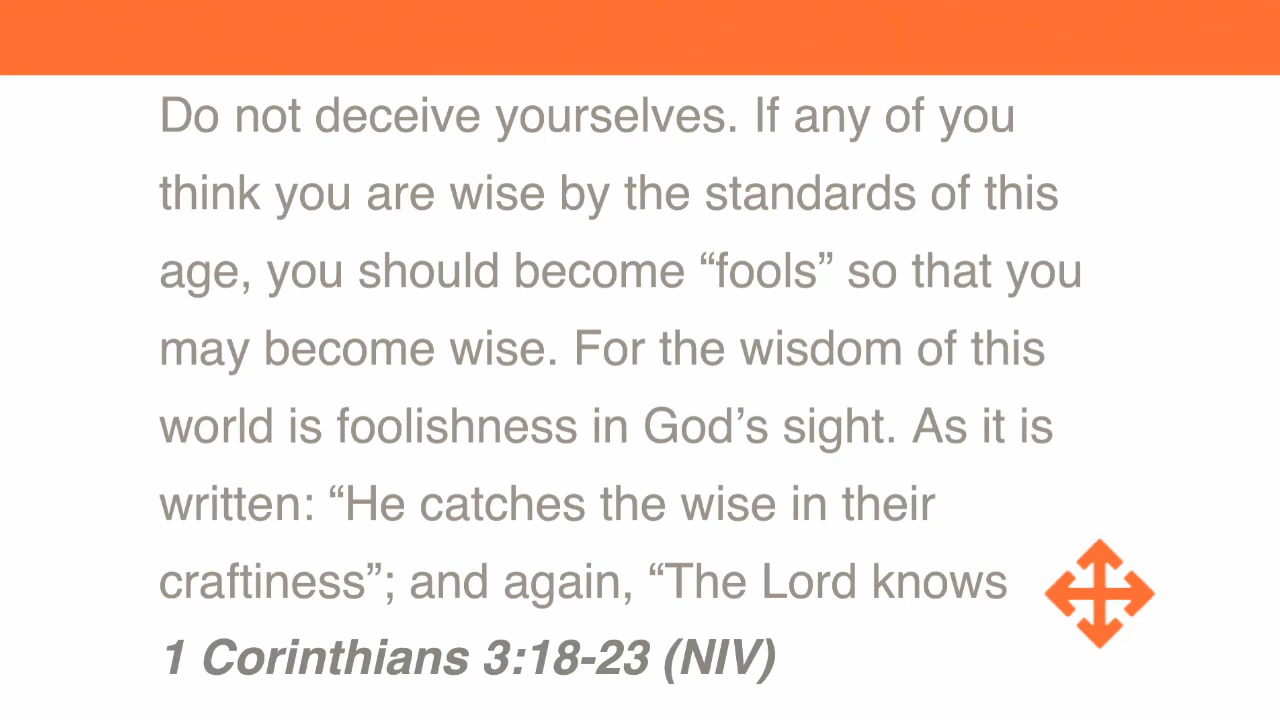 Do not deceive yourselves. If any of you
think you are wise by the standards of this
age, you should become “fools” so that you
may become wise. For the wisdom of this
world is foolishness in God’s sight. As it is
written: “He catches the wise in their
craftiness”; and again, “The Lord knows
1 Corinthians 3:18-23 (NIV)